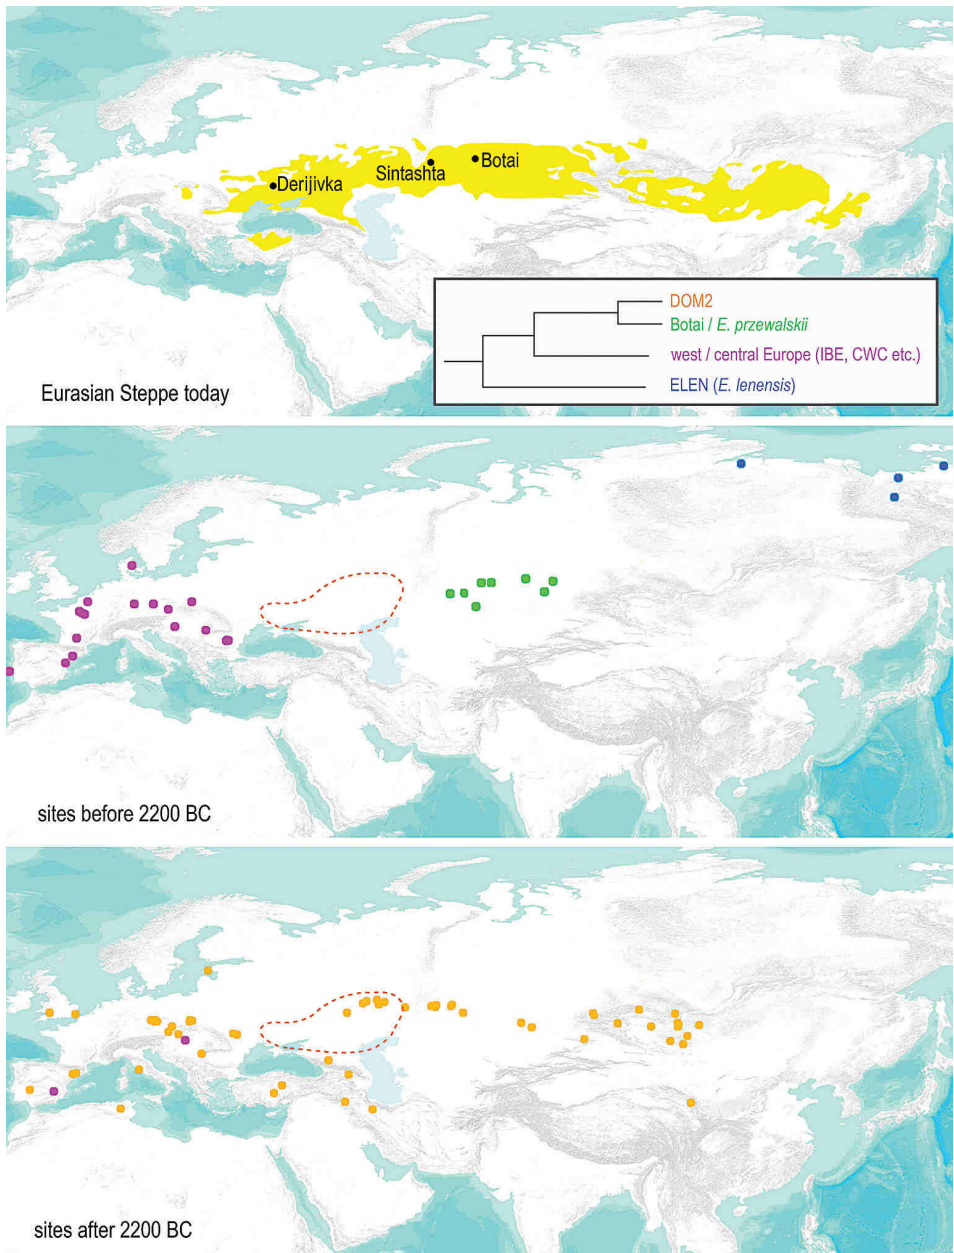 Derijivka
Sintashta
Botai
DOM2
Botai / E. przewalskii
west / central Europe (IBE, CWC etc.)
ELEN (E. lenensis)
Eurasian Steppe today
sites before 2200 BC
sites after 2200 BC